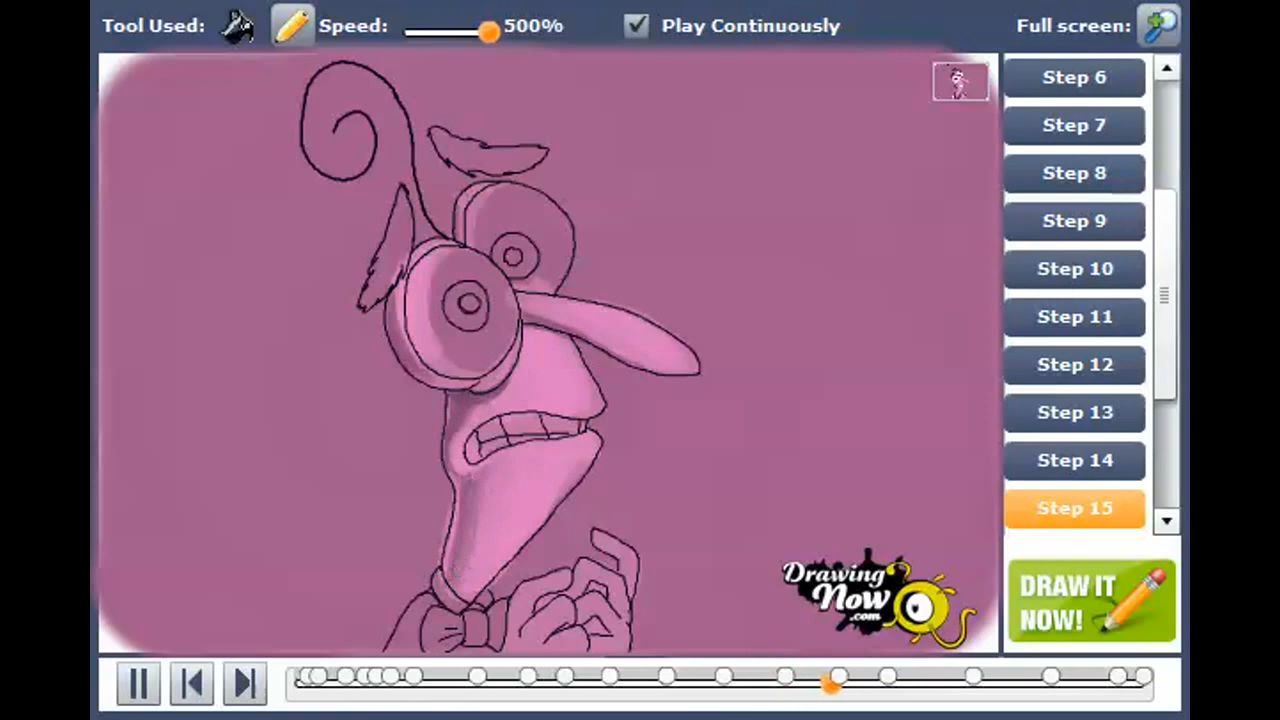 Tool Used:
Speed:
500%
Play Continuously
Full screen:
Step 6
Step 7
Step 8
Step 9
Step 10
Step 11
Step 12
Step 13
Step 14
Step 15
Drawing
Now
.com
DRAW IT
NOW!